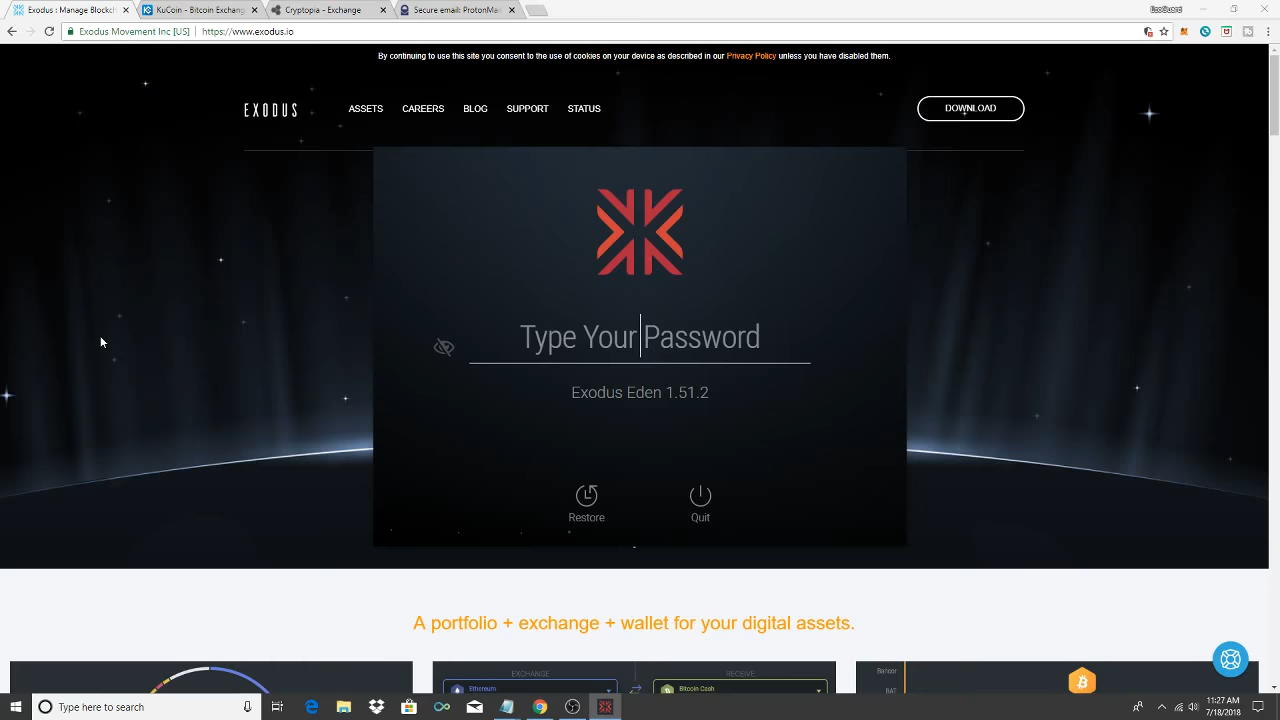 Exodus : Manage Blockch
KuCoin - Bitcoin Exchang
Cryptopia - Exchange
Secure email: ProtonMai
Exodus Movement Inc [US] | https://www.exodus.io
By continuing to use this site you consent to the use of cookies on your device as described in our Privacy Policy unless you have disabled them.
EXODUS
ASSETS
CAREERS
BLOG
SUPPORT
STATUS
DOWNLOAD
Type Your Password
Exodus Eden 1.51.2
Restore
Quit
A portfolio + exchange + wallet for your digital assets.
EXCHANGE
RECEIVE
Ethereum
Bitcoin Cash
Bancor
BAT
Type here to search
11:27 AM
7/18/2018